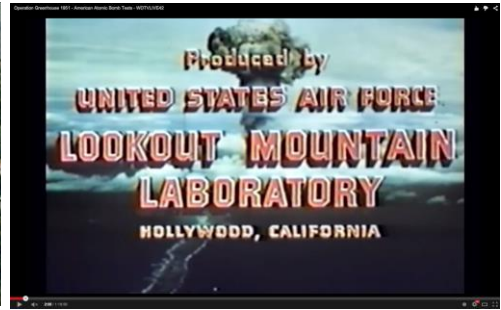 Operation Greenhouse 1951 - American Atomic Bomb Tests - WDTVLIVE42
Produced by
UNITED STATES AIR FORCE
LOOKOUT MOUNTAIN
LABORATORY
HOLLYWOOD, CALIFORNIA